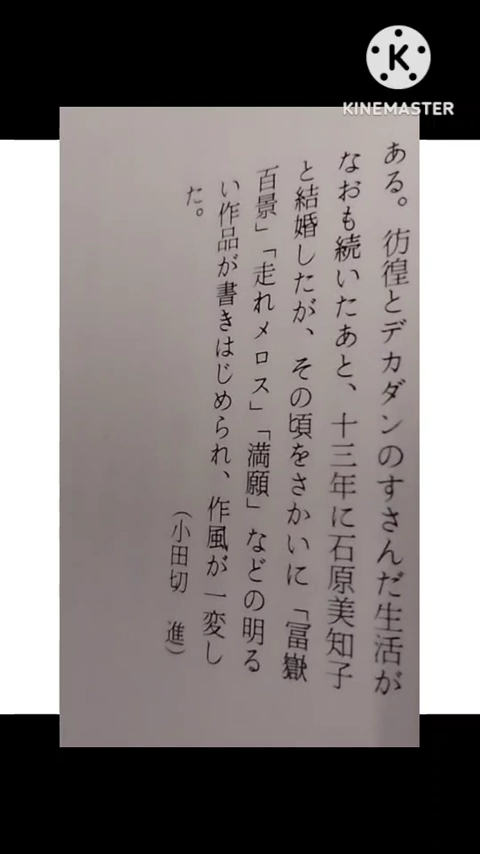 KINEMASTER
ある。彷徨とデカダンのすさんだ生活が
なおも続いたあと、十三年に石原美知子
と結婚したが、その頃をさかいに「冨嶽
百景」「走れメロス」「満願」などの明る
い作品が書きはじめられ、作風が一変し
た。
(小田切 進)